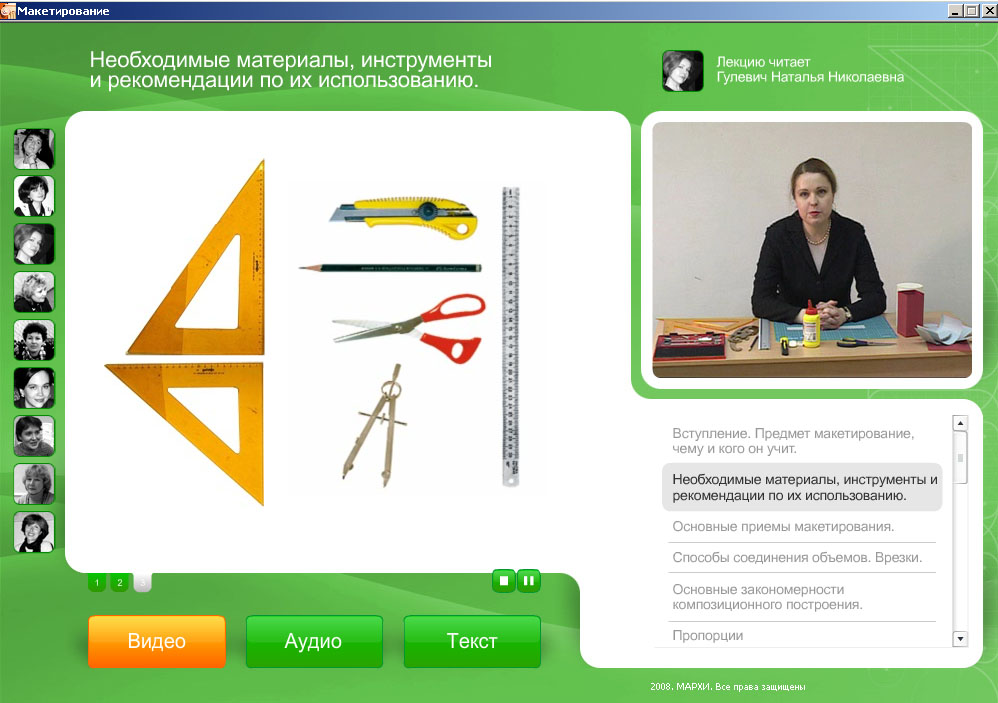 Макетирование
Необходимые материалы, инструменты
и рекомендации по их использованию.
Лекцию читает
Гулевич Наталья Николаевна
Вступление. Предмет макетирование,
чему и кого он учит.
Необходимые материалы, инструменты и
рекомендации по их использованию.
Основные приемы макетирования.
Способы соединения объемов. Врезки.
Основные закономерности
композиционного построения.
Пропорции
1 2 3
Видео
Аудио
Текст
2008. МАРХИ. Все права защищены